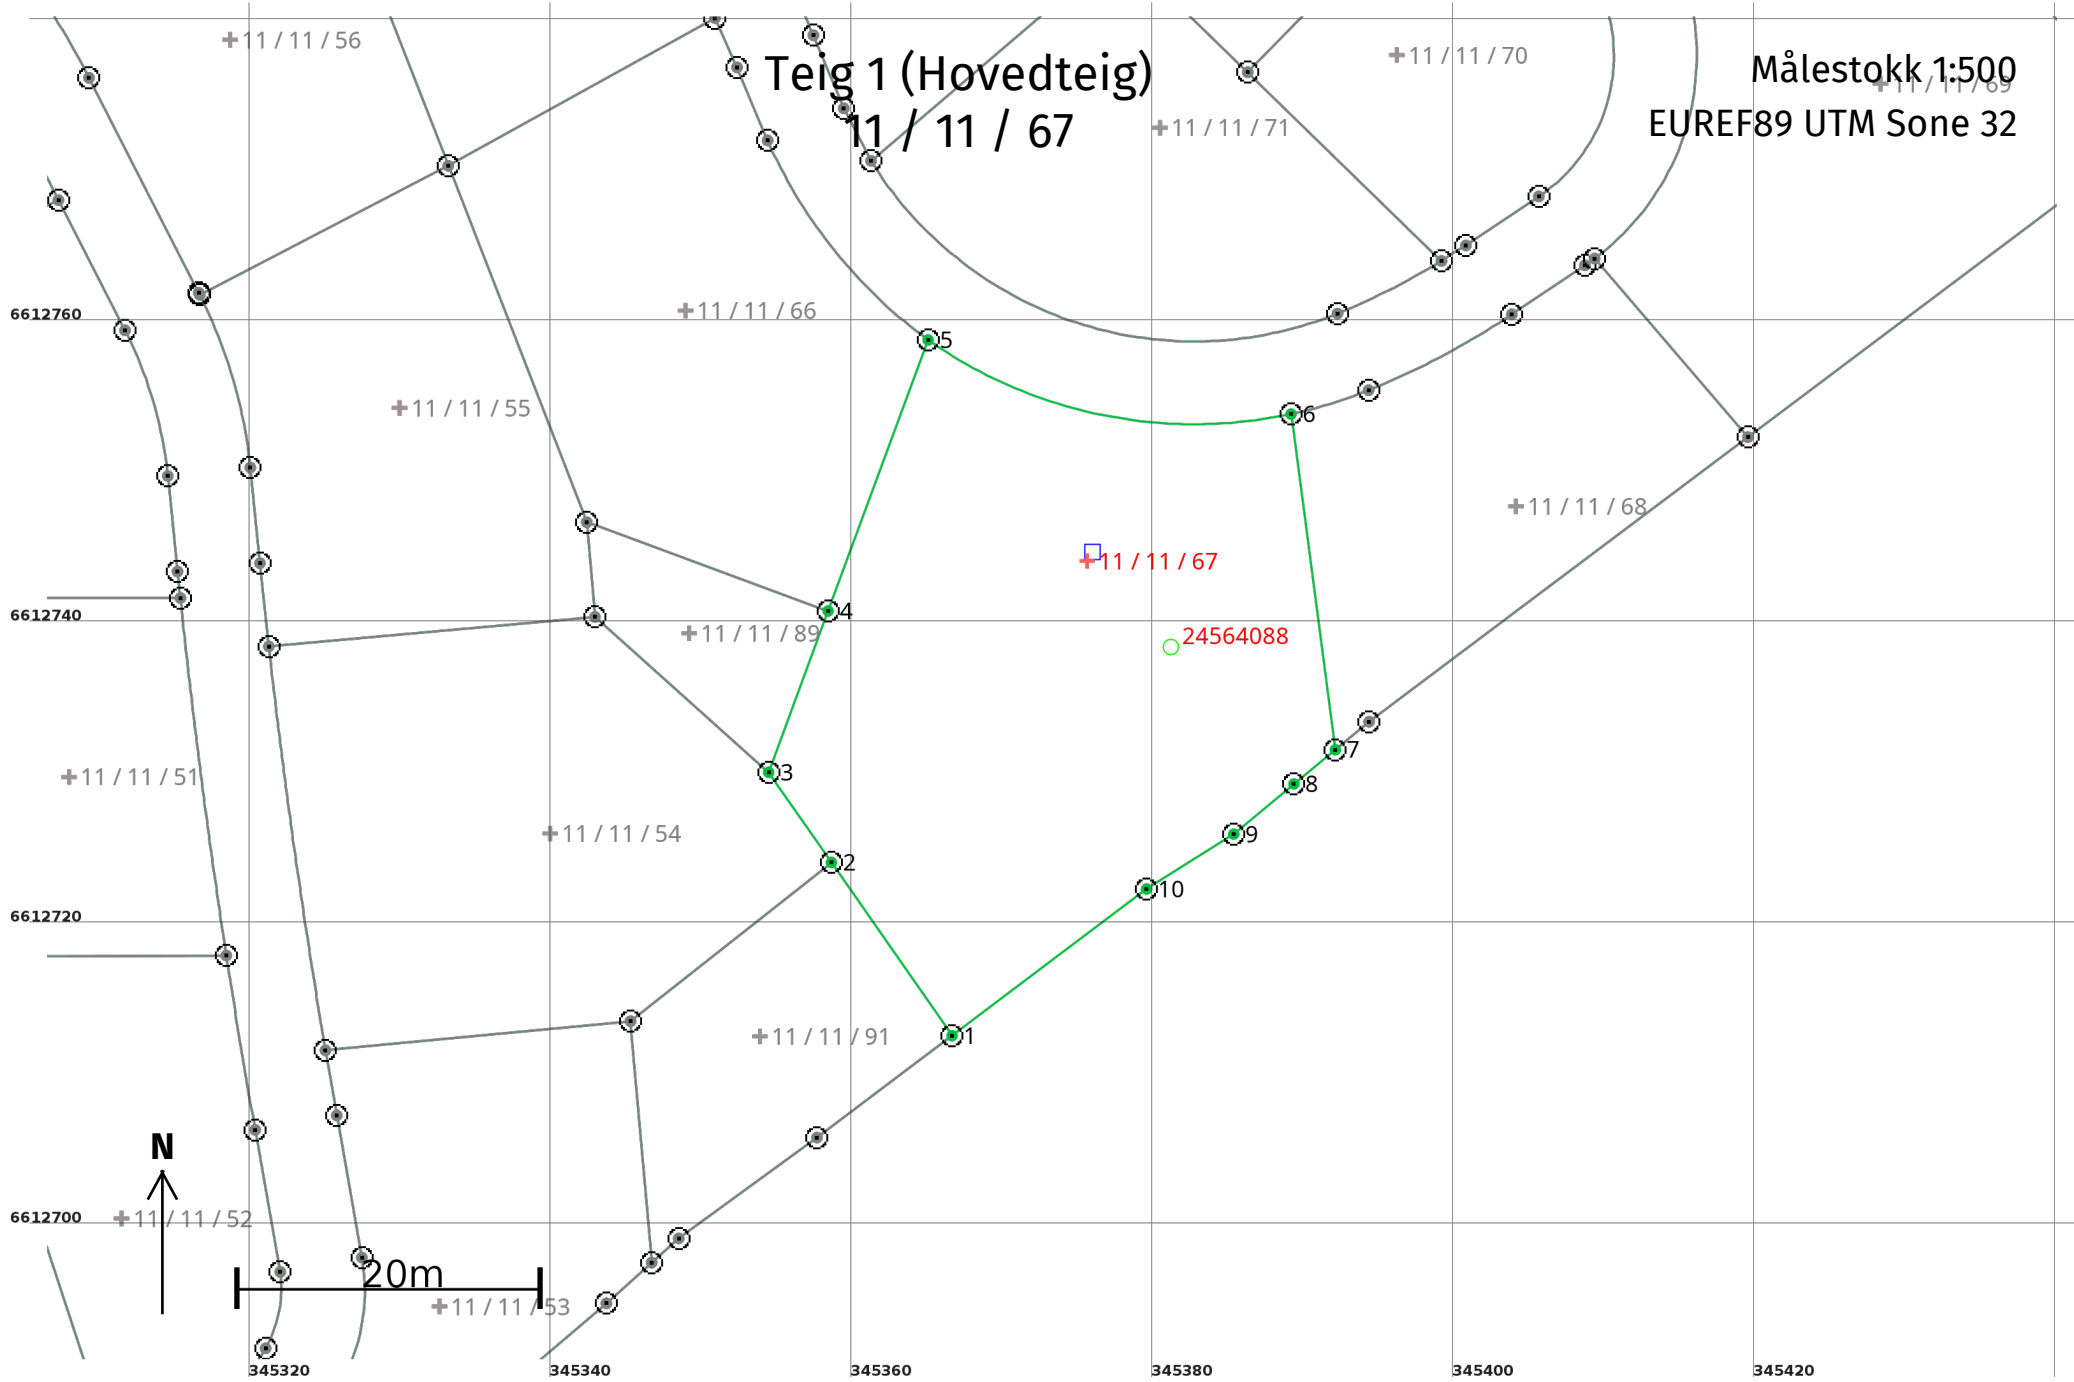 11 / 11 / 56
Teig 1 (Hovedteig)
11 / 11 / 67
11 / 11 / 70
Målestokk 1:500
11 / 11 / 69
EUREF89 UTM Sone 32
11 / 11 / 71
11 / 11 / 66
6612760
5
11 / 11 / 55
6
11 / 11 / 68
11 / 11 / 67
4
6612740
11 / 11 / 89
24564088
7
3
11 / 11 / 51
8
11 / 11 / 54
9
2
10
6612720
11 / 11 / 91
1
N
6612700
11 / 11 / 52
20m
11 / 11 / 53
345320
345340
345360
345380
345400
345420